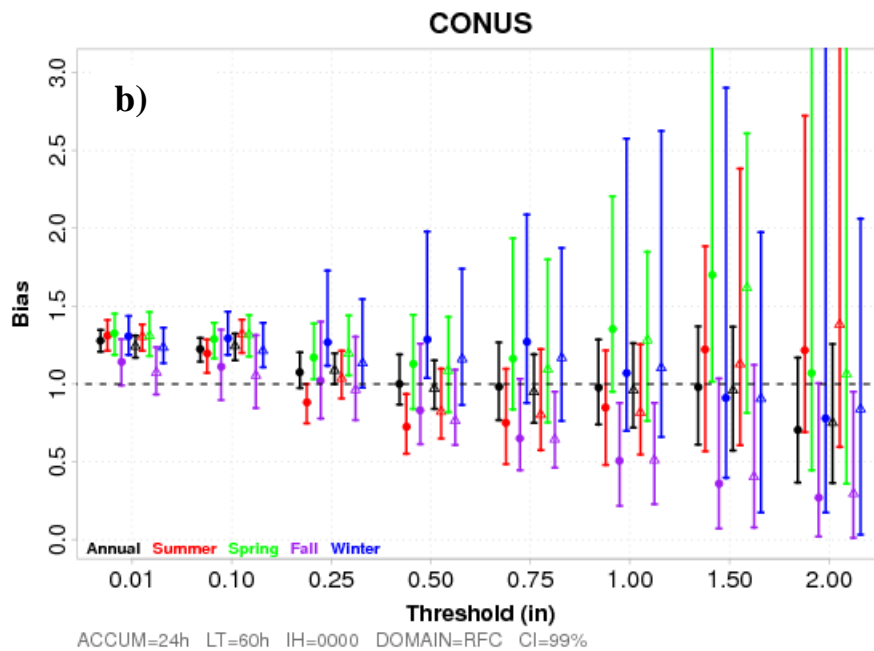 CONUS
b)
3.0
2.5
2.0
1.5
1.0
0.5
0.0
Bias
Annual Summer Spring Fall Winter
0.01 0.10 0.25 0.50 0.75 1.00 1.50 2.00
Threshold (in)
ACCUM=24h LT=60h IH=0000 DOMAIN=RFC CI=99%